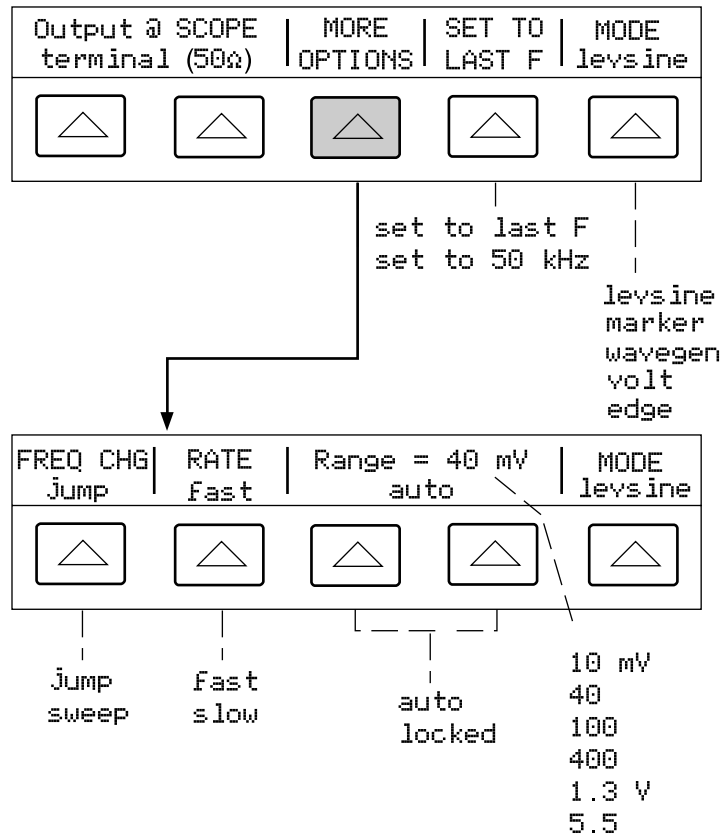 Output @ SCOPE MORE SET TO MODE
terminal (50Ω) OPTIONS LAST F levsine
set to last F
set to 50 kHz
levsine
marker
wavegen
volt
edge
FREQ CHG RATE Range = 40 mV MODE
jump fast auto levsine
jump
sweep
fast
slow
auto
locked
10 mV
40
100
400
1.3 V
5.5